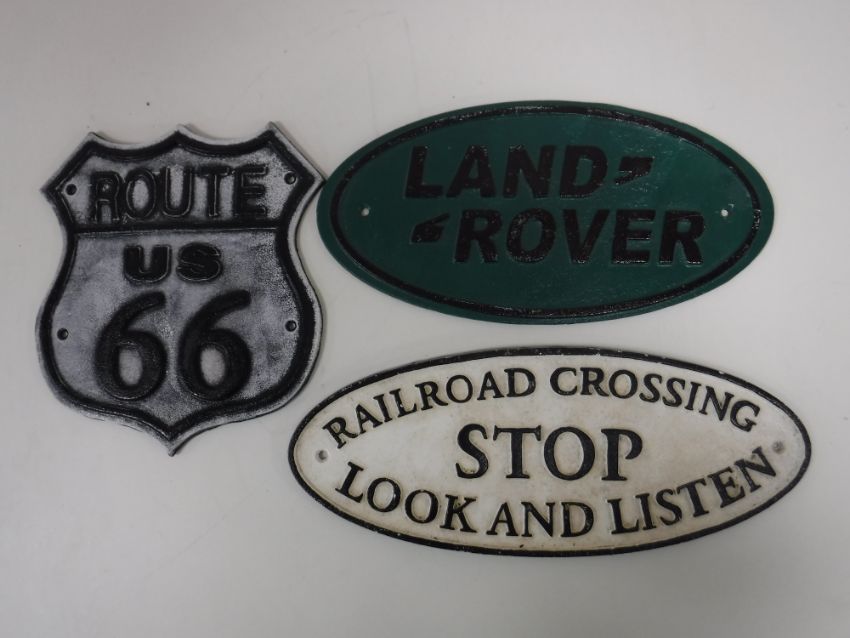 ROUTE
US
66
LAND
ROVER
RAILROAD CROSSING
STOP
LOOK AND LISTEN